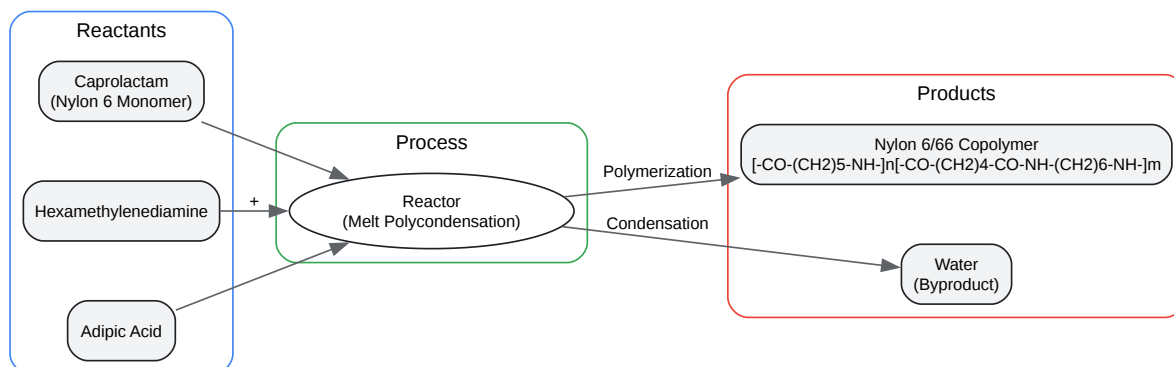 Reactants
Caprolactam
(Nylon 6 Monomer)
Hexamethylenediamine
Adipic Acid
+
Process
Reactor
(Melt Polycondensation)
Polymerization
Condensation
Products
Nylon 6/66 Copolymer
[-CO-(CH2)5-NH-]n[-CO-(CH2)4-CO-NH-(CH2)6-NH-]m
Water
(Byproduct)